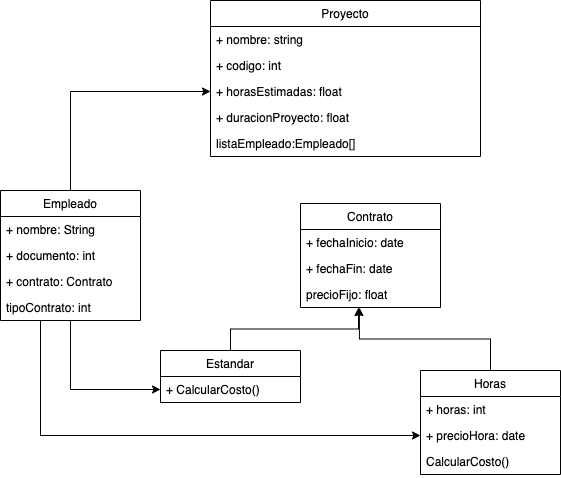 Proyecto
+ nombre: string
+ codigo: int
+ horasEstimadas: float
+ duracionProyecto: float
listaEmpleado:Empleado[]
Empleado
+ nombre: String
+ documento: int
+ contrato: Contrato
tipoContrato: int
Contrato
+ fechaInicio: date
+ fechaFin: date
precioFijo: float
Estandar
+ CalcularCosto()
Horas
+ horas: int
+ precioHora: date
CalcularCosto()